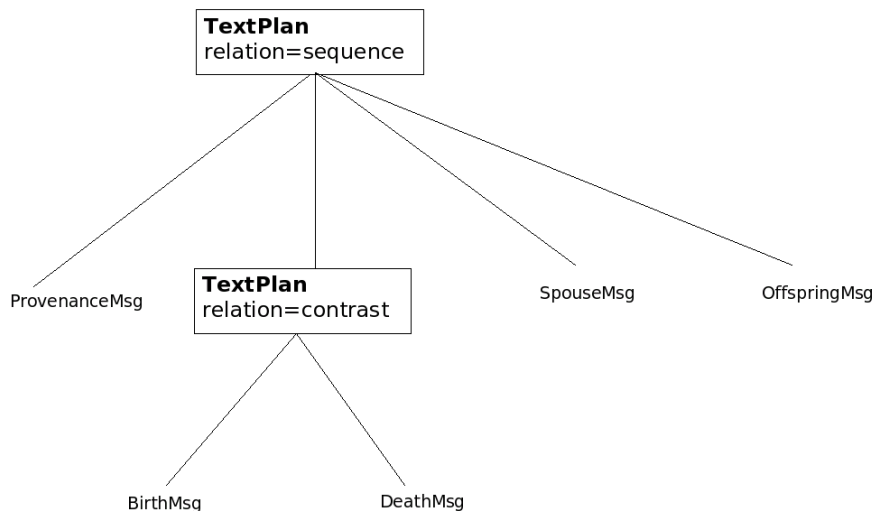 TextPlan
relation=sequence
ProvenanceMsg
TextPlan
relation=contrast
SpouseMsg
OffspringMsg
BirthMsg
DeathMsg